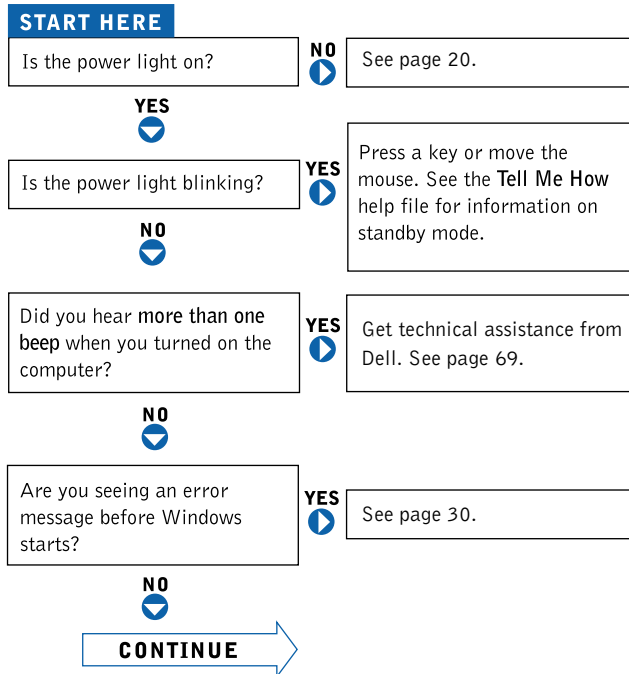 START HERE
Is the power light on?
NO
See page 20.
YES
Is the power light blinking?
YES
Press a key or move the
mouse. See the Tell Me How
help file for information on
standby mode.
NO
Did you hear more than one
beep when you turned on the
computer?
YES
Get technical assistance from
Dell. See page 69.
NO
Are you seeing an error
message before Windows
starts?
YES
See page 30.
NO
CONTINUE